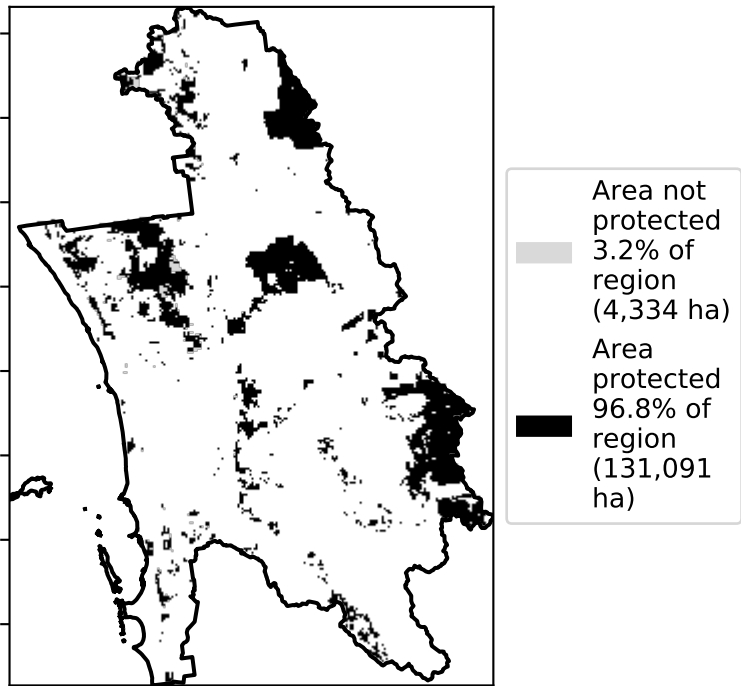 Area not
protected
3.2% of
region
(4,334 ha)
Area
protected
96.8% of
region
(131,091
ha)